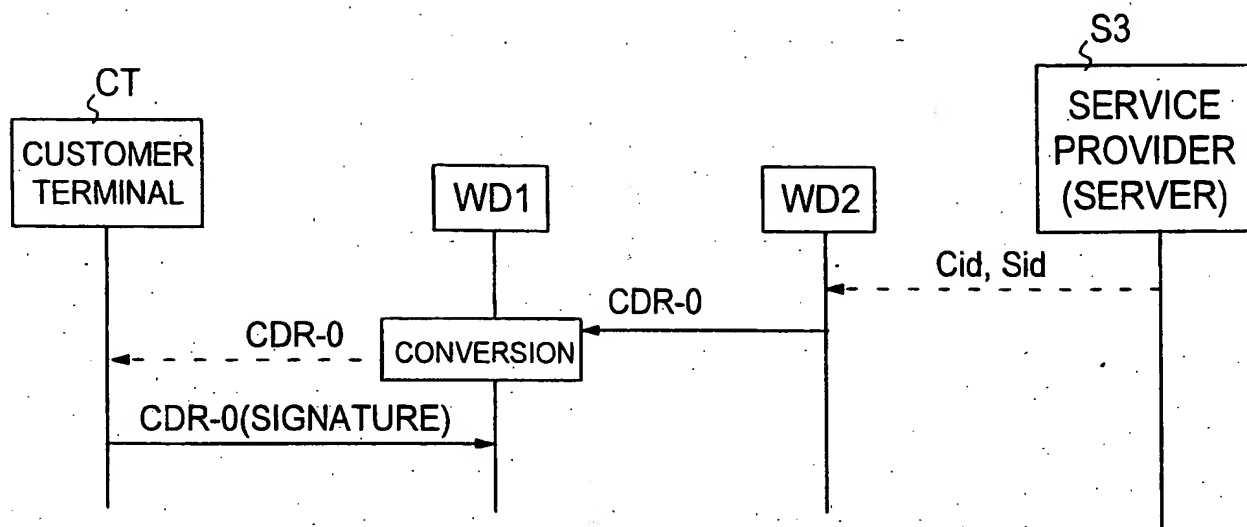 S3
CT
SERVICE
PROVIDER
(SERVER)
CUSTOMER
TERMINAL
WD1
WD2
Cid, Sid
CDR-0
CDR-0
CONVERSION
CDR-0(SIGNATURE)